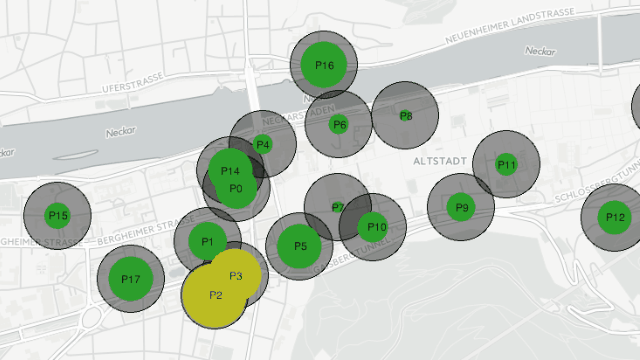 NEUENHEIMER LANDSTRASSE
Neckar
P16
UFERSTRASSE
P8
NECKARSTADEN
P6
Neckar
P4
ALTSTADT
P11
P14
P0
P7
P9
P15
P12
P10
BERGHEIMER STRASSE
P1
P5
P3
P17
P2